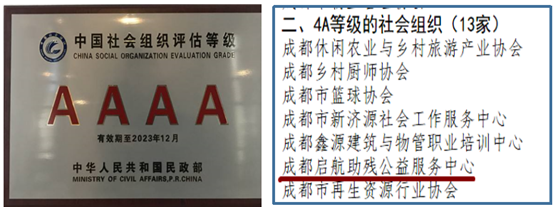 中国社会组织评估等级
CHINA SOCIAL ORGANIZATION EVALUATION GRADE
AAAA
有效期至2023年12月
中华人民共和国民政部
MINISTRY OF CIVIL AFFAIRS,P.R.CHINA
二、4A等级的社会组织（13家）
成都休闲农业与乡村旅游产业协会
成都乡村厨师协会
成都市篮球协会
成都市新济源社会工作服务中心
成都鑫源建筑与物管职业培训中心
成都启航助残公益服务中心
成都市再生资源行业协会